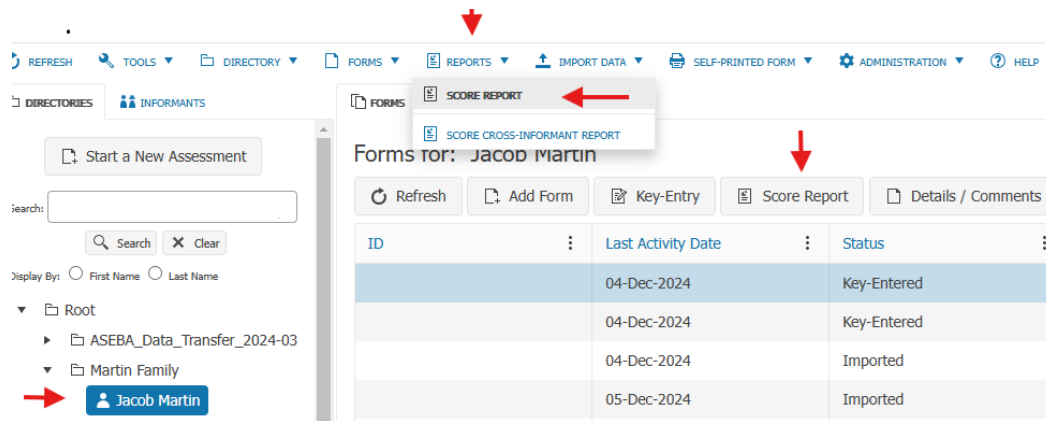 REFRESH TOOLS DIRECTORY FORMS REPORTS IMPORT DATA SELF-PRINTED FORM ADMINISTRATION HELP
DIRECTORIES INFORMANTS
FORMS
SCORE REPORT
SCORE CROSS-INFORMANT REPORT
Start a New Assessment
Search:
Search Clear
Display By: First Name Last Name
Root
ASEBA_Data_Transfer_2024-03
Martin Family
Jacob Martin
Forms for: Jacob Martin
Refresh Add Form Key-Entry Score Report Details / Comments
ID Last Activity Date Status
04-Dec-2024 Key-Entered
04-Dec-2024 Key-Entered
04-Dec-2024 Imported
05-Dec-2024 Imported